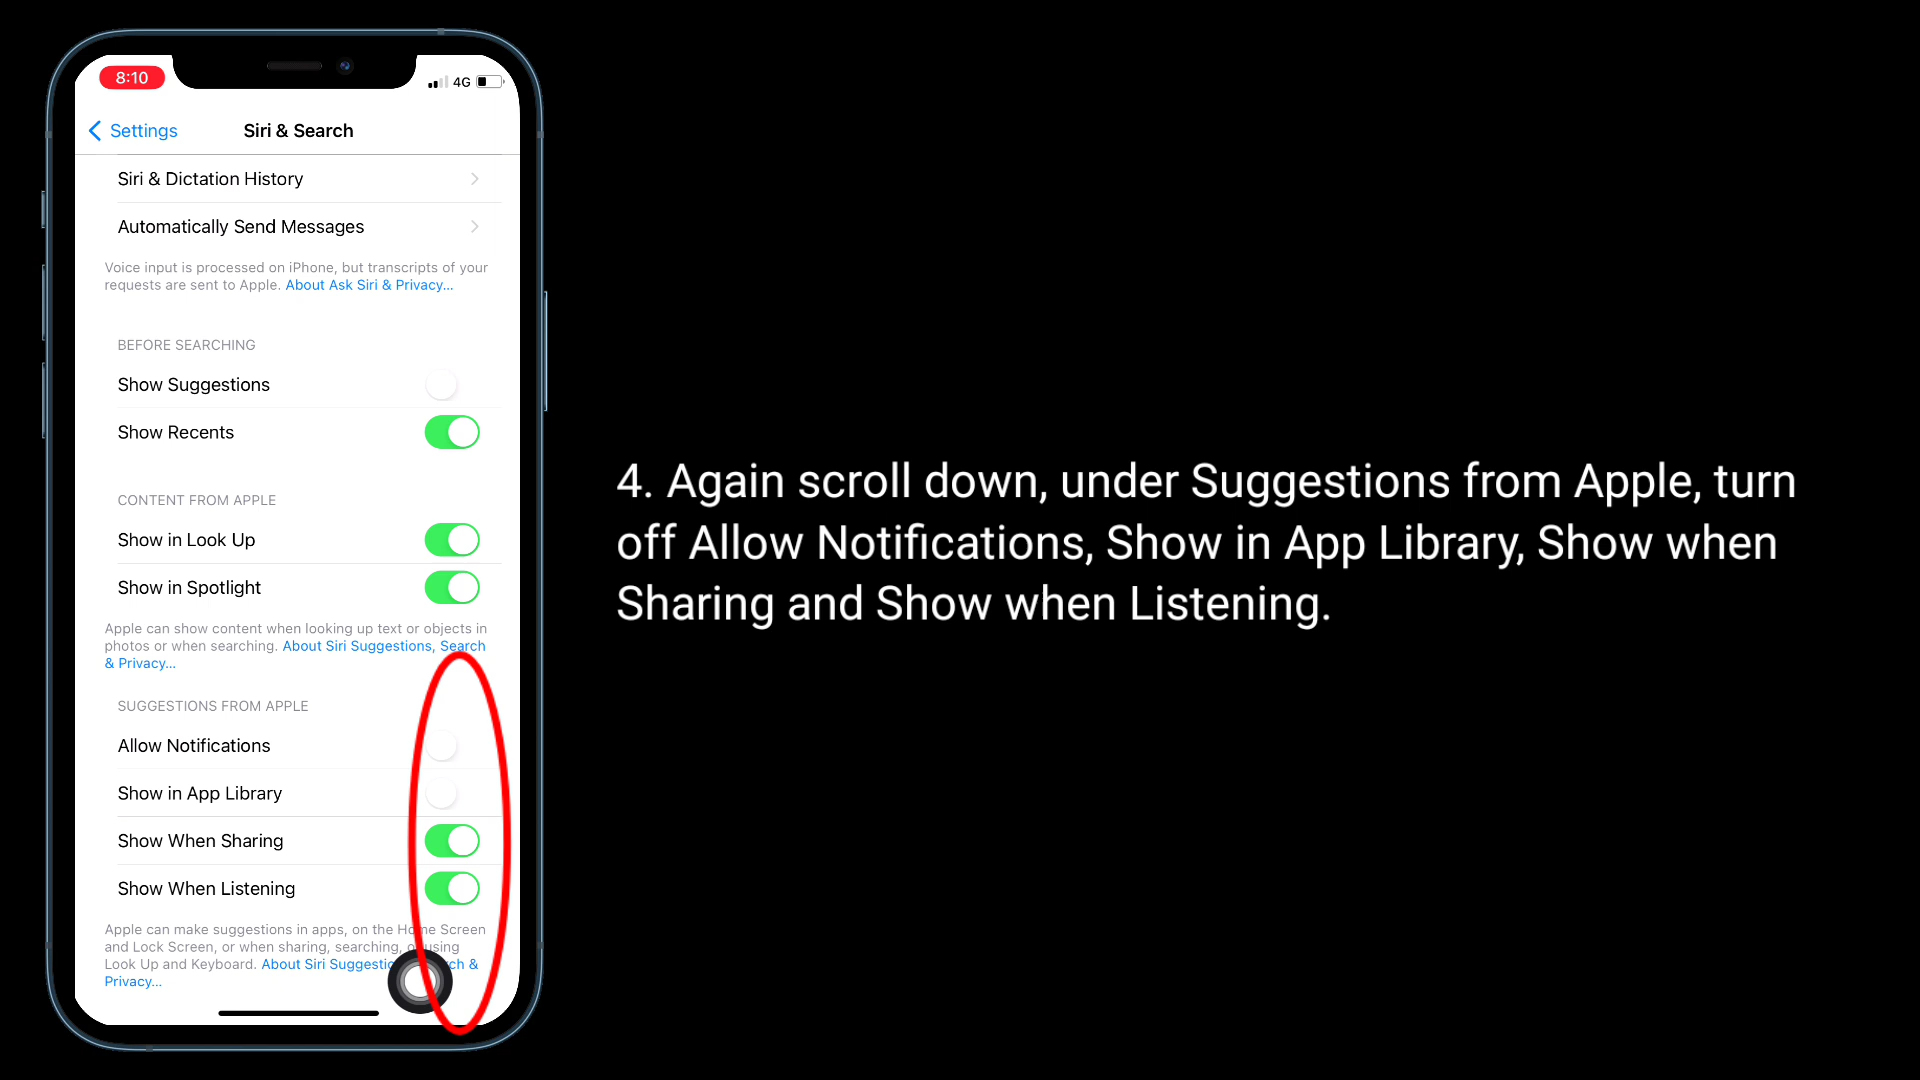 8:10
4G
Settings
Siri & Search
Siri & Dictation History
Automatically Send Messages
Voice input is processed on iPhone, but transcripts of your
requests are sent to Apple. About Ask Siri & Privacy...
BEFORE SEARCHING
Show Suggestions
Show Recents
CONTENT FROM APPLE
Show in Look Up
Show in Spotlight
Apple can show content when looking up text or objects in
photos or when searching. About Siri Suggestions, Search
& Privacy...
SUGGESTIONS FROM APPLE
Allow Notifications
Show in App Library
Show When Sharing
Show When Listening
Apple can make suggestions in apps, on the Home Screen
and Lock Screen, or when sharing, searching, or using
Look Up and Keyboard. About Siri &
Privacy...
4. Again scroll down, under Suggestions from Apple, turn
off Allow Notifications, Show in App Library, Show when
Sharing and Show when Listening.